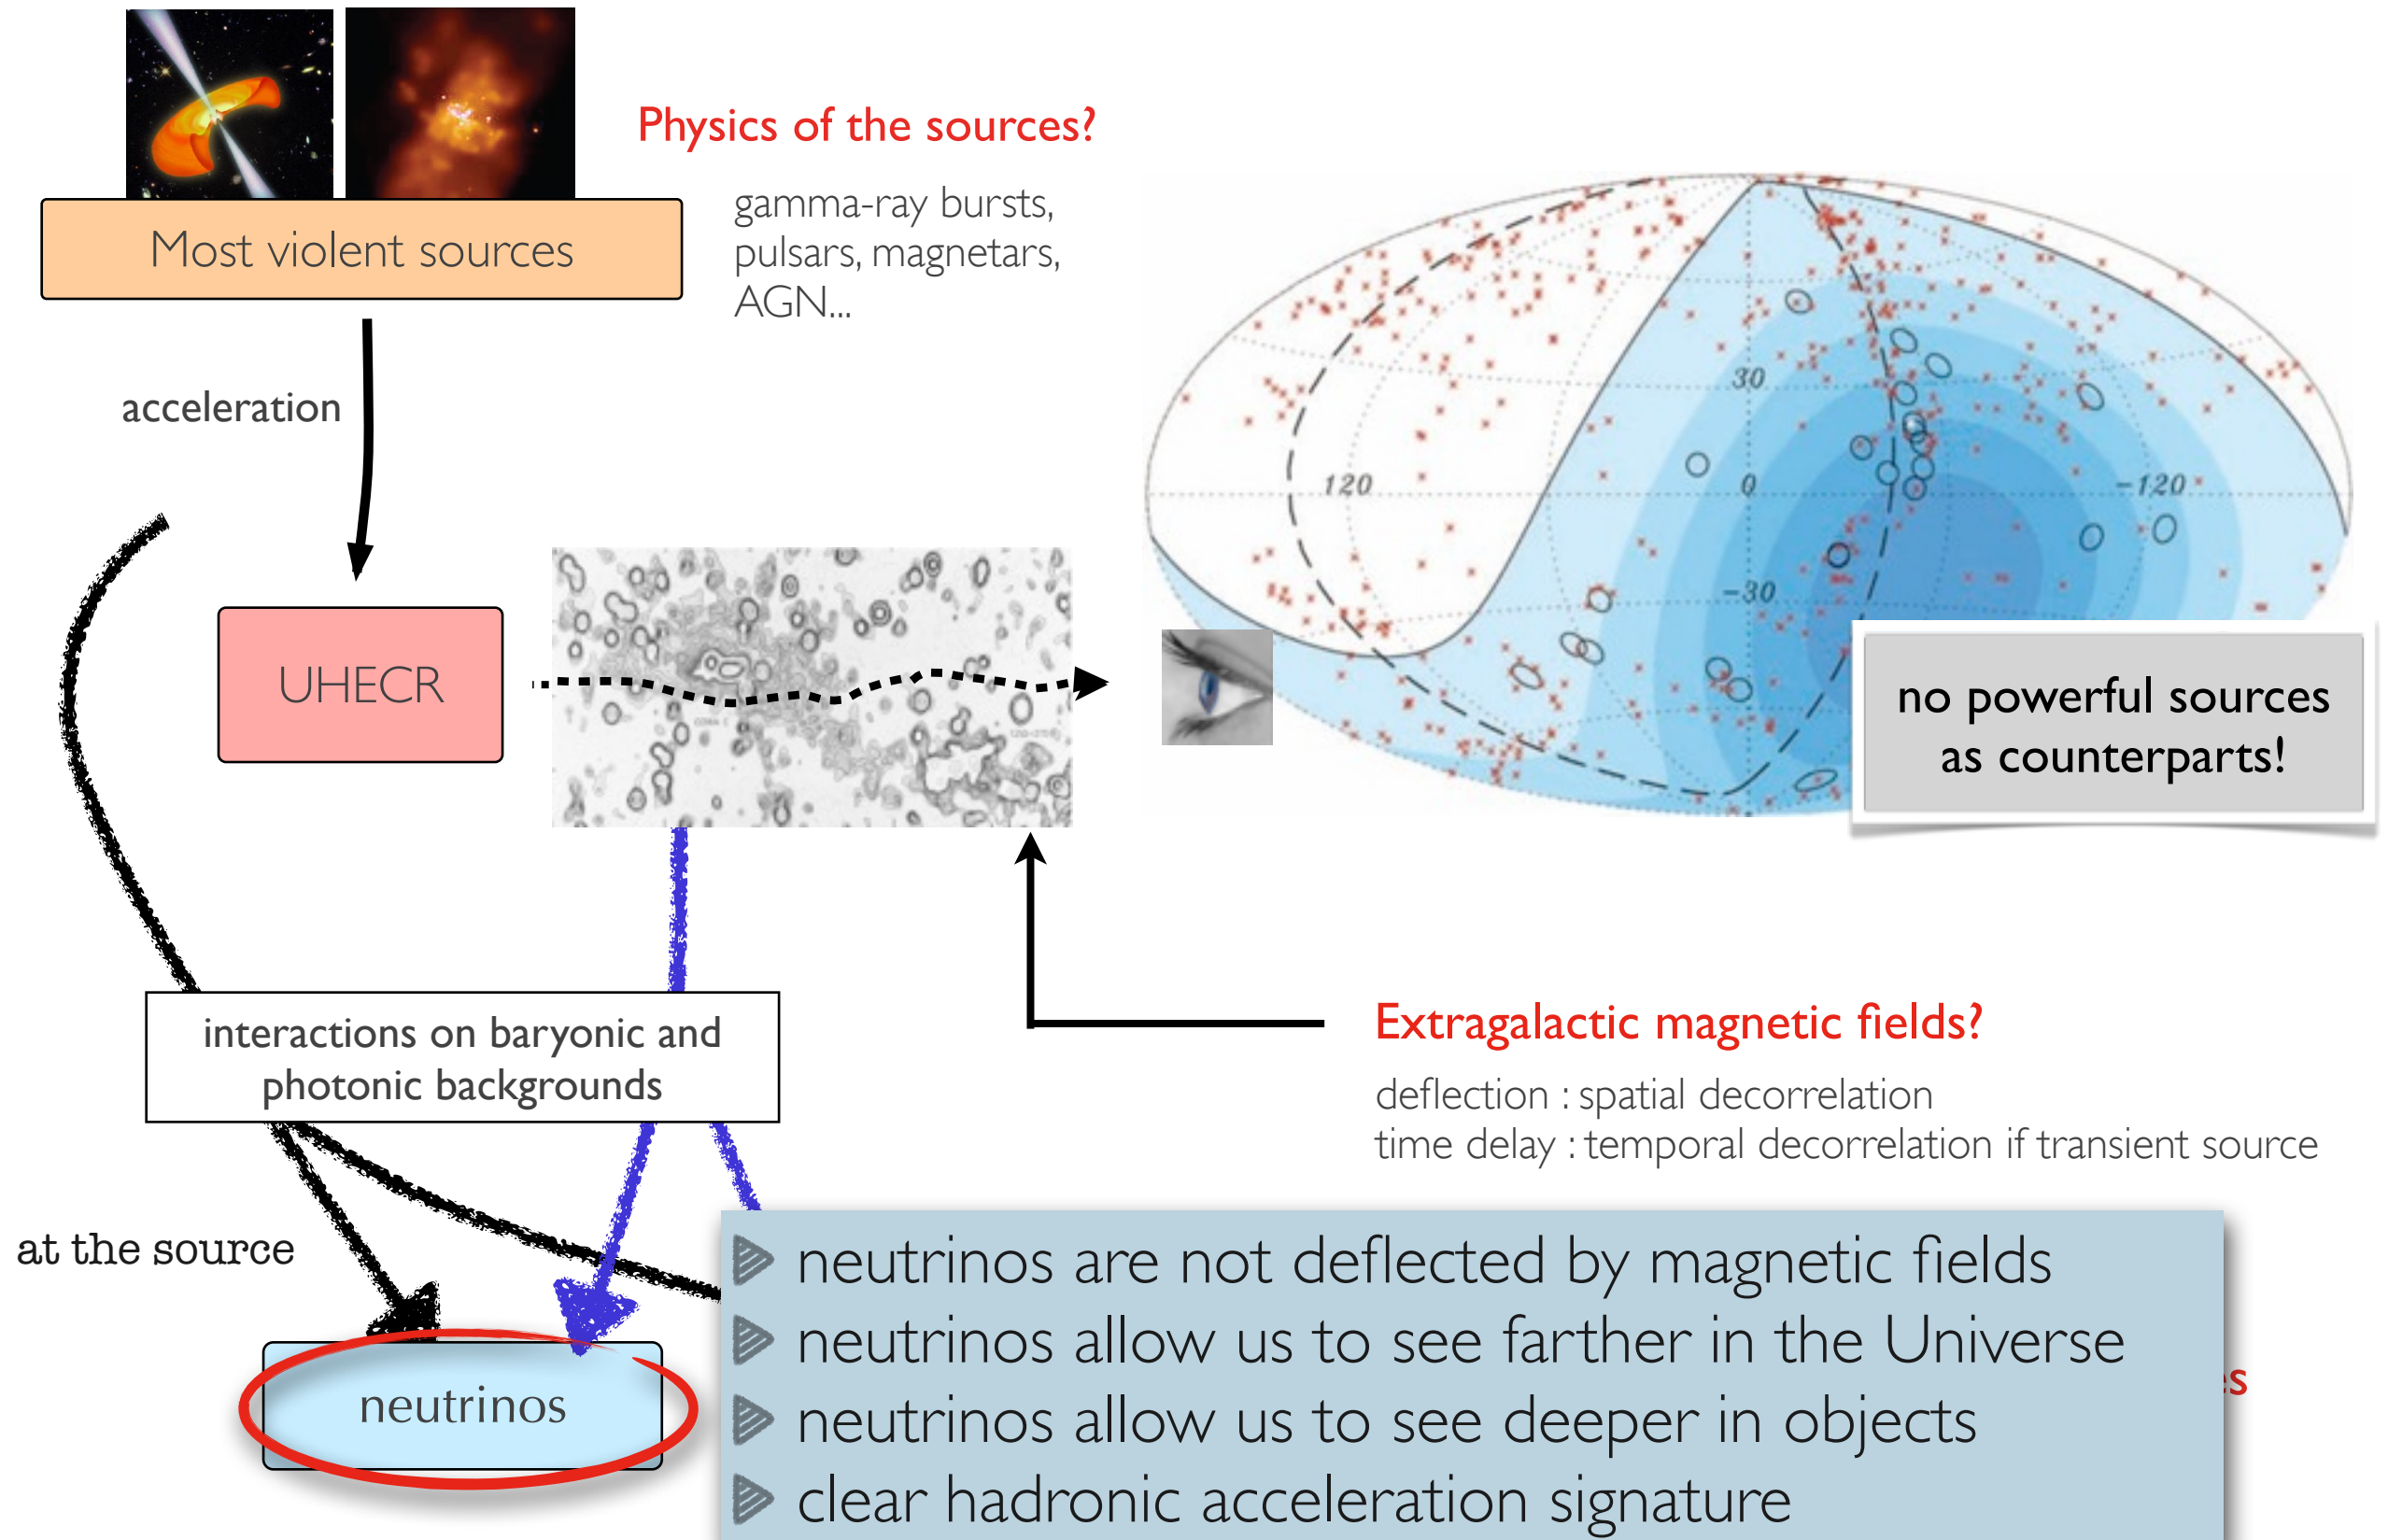 Physics of the sources?
gamma-ray bursts,
pulsars, magnetars,
AGN...
Most violent sources
acceleration
30
120
0
-120
-30
UHECR
no powerful sources
as counterparts!
interactions on baryonic and
photonic backgrounds
Extragalactic magnetic fields?
deflection : spatial decorrelation
time delay : temporal decorrelation if transient source
at the source
neutrinos are not deflected by magnetic fields
neutrinos allow us to see farther in the Universe
neutrinos allow us to see deeper in objects
clear hadronic acceleration signature
neutrinos